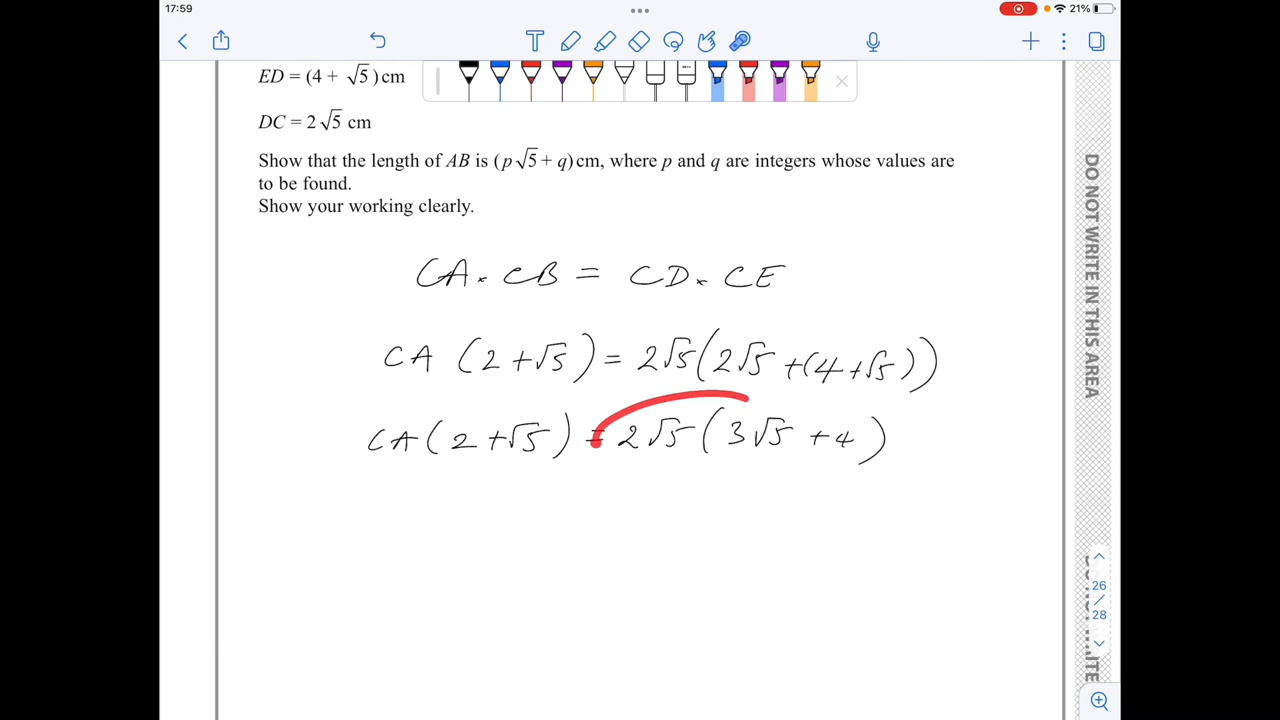 17:59
21%
T
ED = (4 + √5) cm
DC = 2√5 cm
Show that the length of AB is (p√5 + q) cm, where p and q are integers whose values are
to be found.
Show your working clearly.
CA . CB = CD . CE
CA (2 + √5) = 2√5(2√5 + (4 + √5))
CA (2 + √5) = 2√5 (3√5 + 4)
DO NOT WRITE IN THIS AREA
26
28